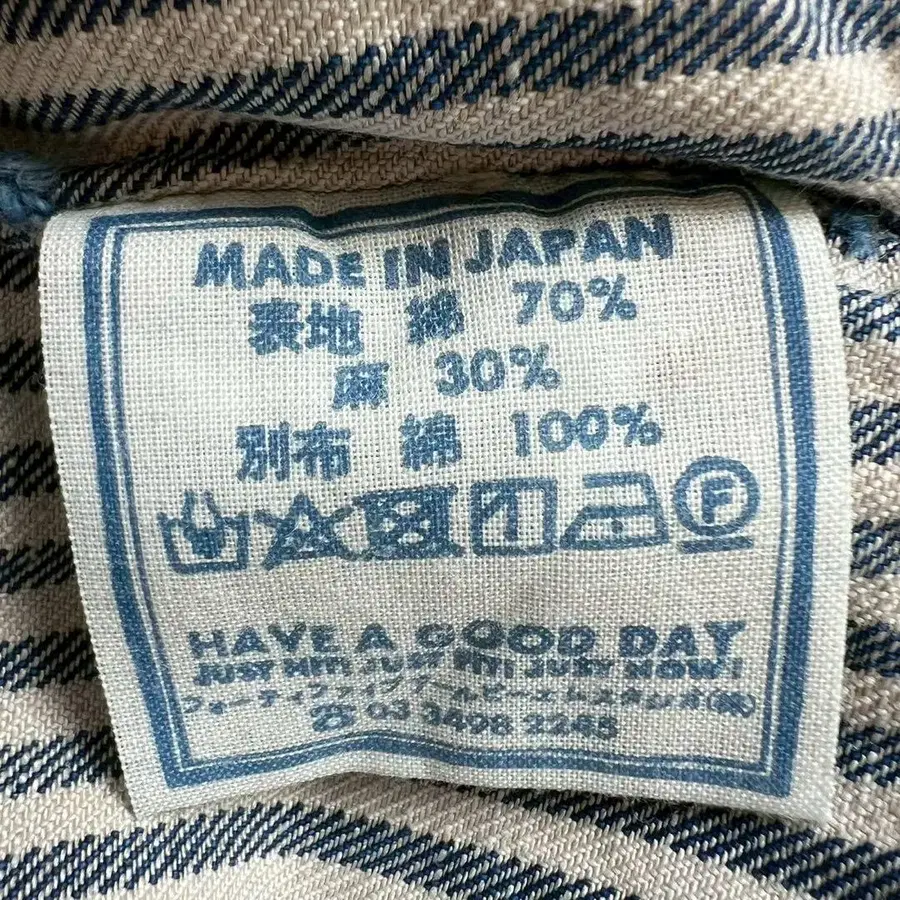 MADE IN JAPAN
表地 綿 70%
麻 30%
別布 綿 100%
F
HAVE A GOOD DAY
JUST HIT! JUST FIT! JUST NOW!
フォーティファイブアールピーエムスタジオ(株)
☎ 03 3498 2248